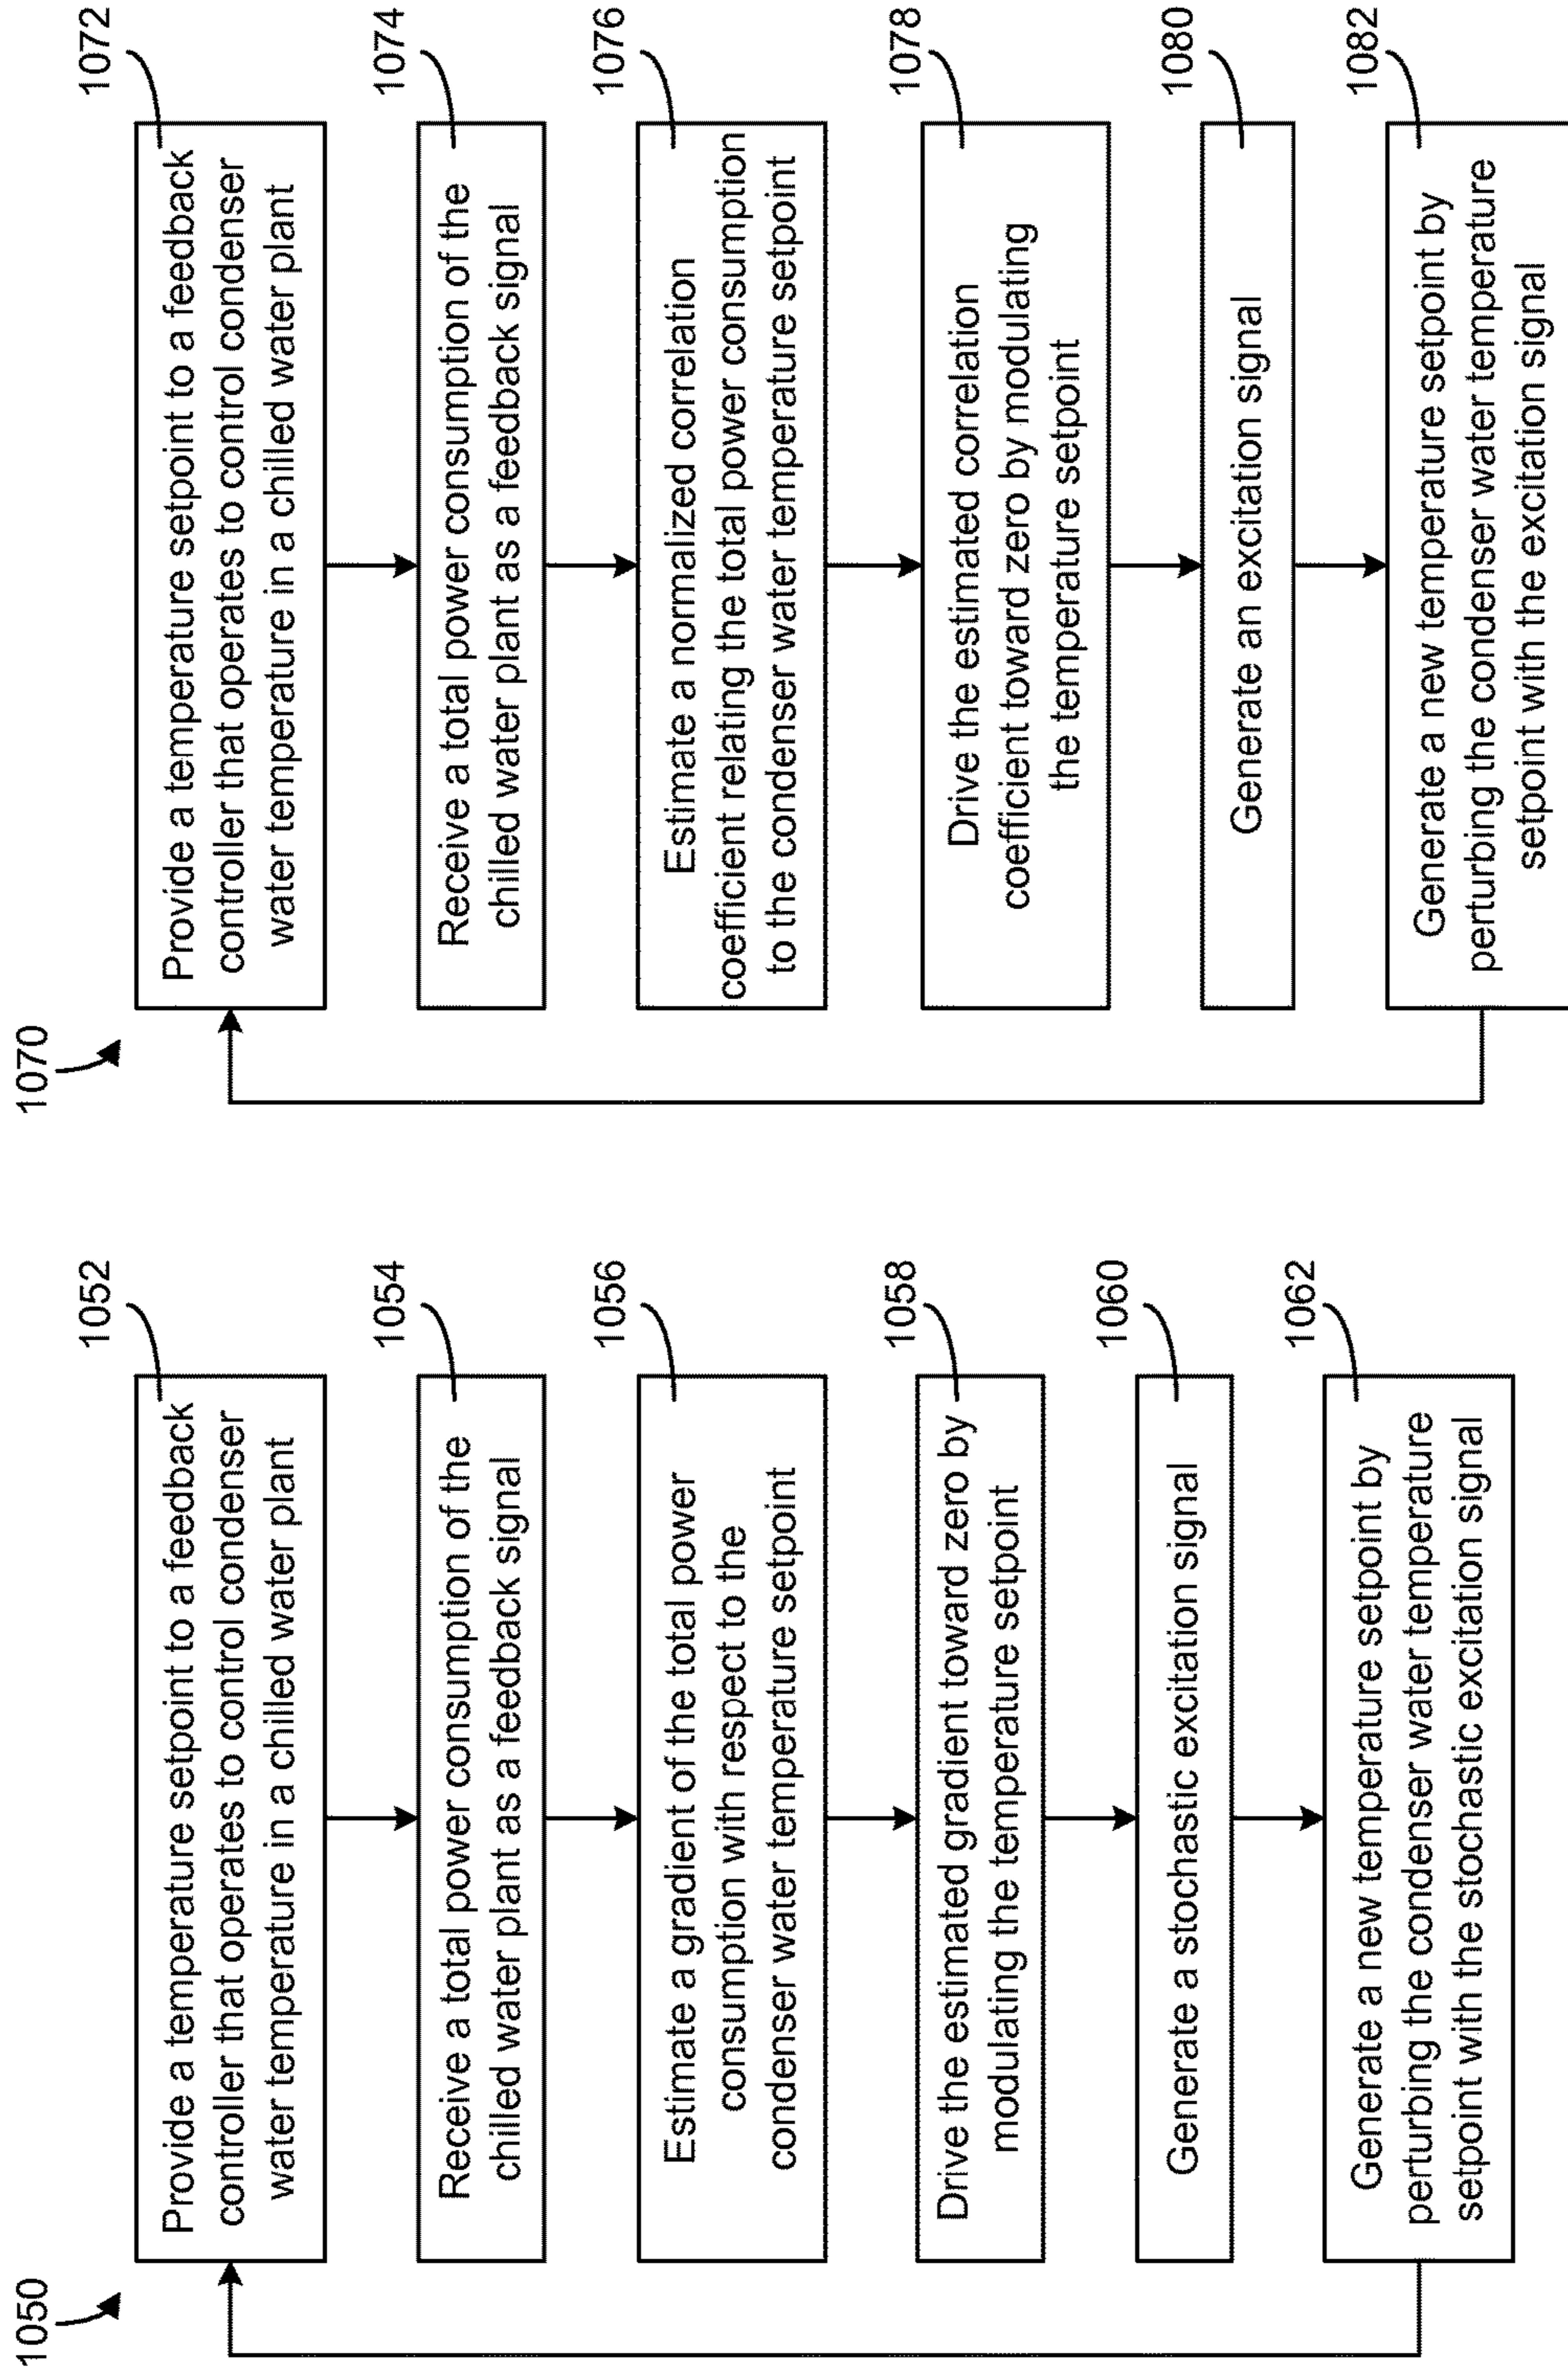 1050
1052
Provide a temperature setpoint to a feedback
controller that operates to control condenser
water temperature in a chilled water plant
1054
Receive a total power consumption of the
chilled water plant as a feedback signal
1056
Estimate a gradient of the total power
consumption with respect to the
condenser water temperature setpoint
1058
Drive the estimated gradient toward zero by
modulating the temperature setpoint
1060
Generate a stochastic excitation signal
1062
Generate a new temperature setpoint by
perturbing the condenser water temperature
setpoint with the stochastic excitation signal
1070
1072
Provide a temperature setpoint to a feedback
controller that operates to control condenser
water temperature in a chilled water plant
1074
Receive a total power consumption of the
chilled water plant as a feedback signal
1076
Estimate a normalized correlation
coefficient relating the total power consumption
to the condenser water temperature setpoint
1078
Drive the estimated correlation
coefficient toward zero by modulating
the temperature setpoint
1080
Generate an excitation signal
1082
Generate a new temperature setpoint by
perturbing the condenser water temperature
setpoint with the excitation signal